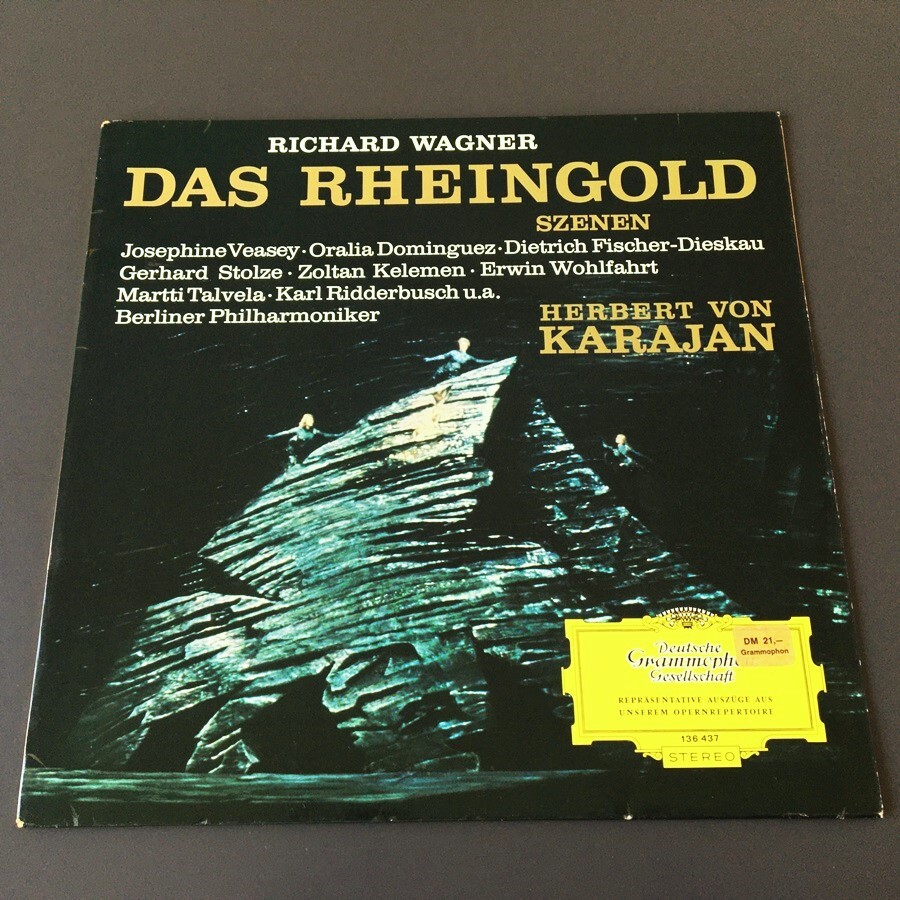 RICHARD WAGNER
DAS RHEINGOLD
SZENEN
Josephine Veasey · Oralia Dominguez · Dietrich Fischer-Dieskau
Gerhard Stolze · Zoltan Kelemen · Erwin Wohlfahrt
Martti Talvela · Karl Ridderbusch u.a.
Berliner Philharmoniker
HERBERT VON
KARAJAN
Deutsche
Grammopho
Gesellschaft
DM 21,—
Grammophon
REPRÄSENTATIVE AUSZÜGE AUS
UNSEREM OPERNREPERTOIRE
136 437
STEREO